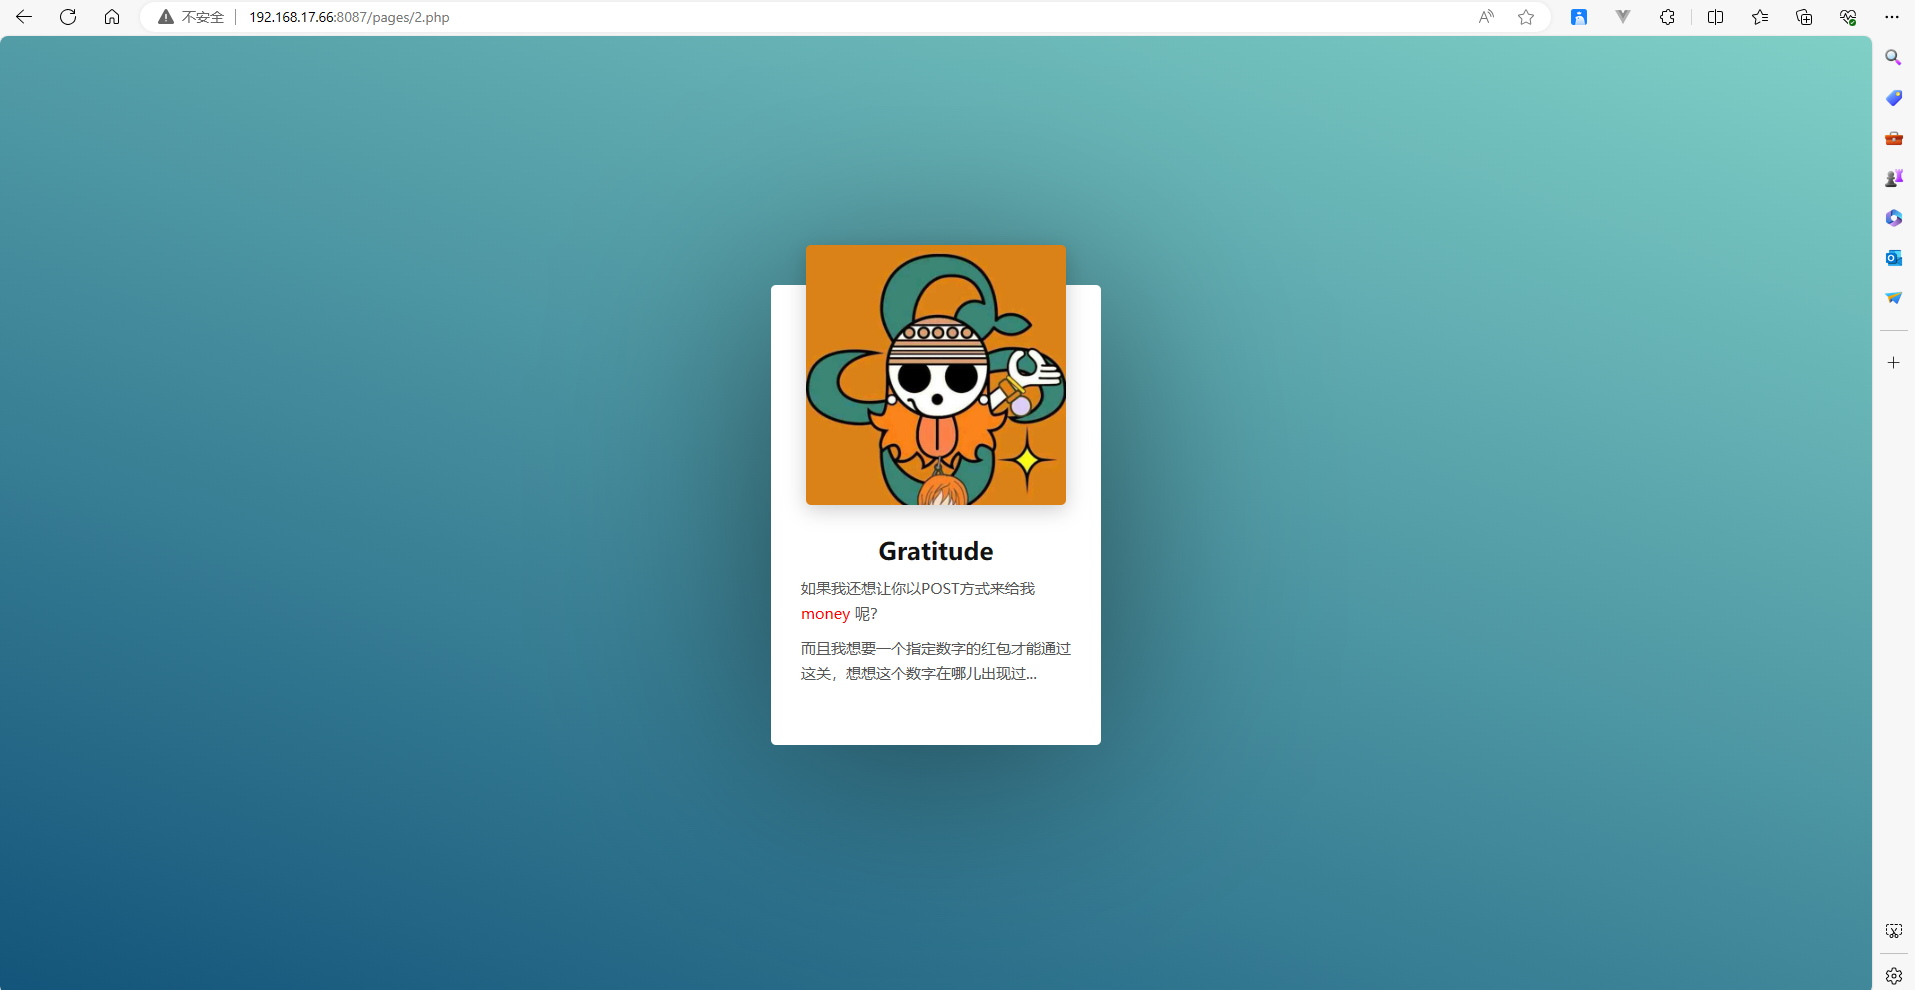 不安全
192.168.17.66:8087/pages/2.php
Gratitude
如果我还想让你以POST方式来给我
money 呢?
而且我想要一个指定数字的红包才能通过
这关，想想这个数字在哪儿出现过...